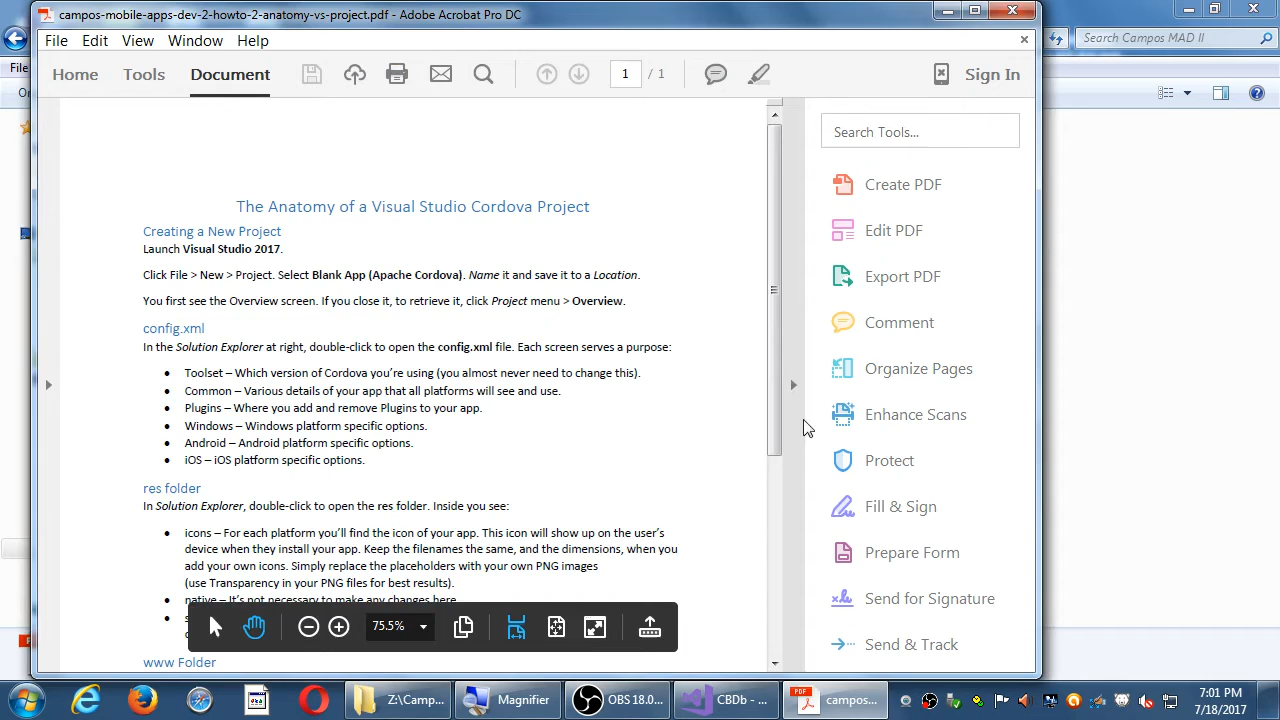 campos-mobile-apps-dev-2-howto-2-anatomy-vs-project.pdf - Adobe Acrobat Pro DC
Search Campos MAD II
File Edit View Window Help
File
Home Tools Document 1 / 1 Sign In
Search Tools...
Create PDF
Edit PDF
Export PDF
Comment
Organize Pages
Enhance Scans
Protect
Fill & Sign
Prepare Form
Send for Signature
Send & Track
The Anatomy of a Visual Studio Cordova Project
Creating a New Project
Launch Visual Studio 2017.
Click File > New > Project. Select Blank App (Apache Cordova). Name it and save it to a Location.
You first see the Overview screen. If you close it, to retrieve it, click Project menu > Overview.
config.xml
In the Solution Explorer at right, double-click to open the config.xml file. Each screen serves a purpose:
• Toolset – Which version of Cordova you're using (you almost never need to change this).
• Common – Various details of your app that all platforms will see and use.
• Plugins – Where you add and remove Plugins to your app.
• Windows – Windows platform specific options.
• Android – Android platform specific options.
• iOS – iOS platform specific options.
res folder
In Solution Explorer, double-click to open the res folder. Inside you see:
• icons – For each platform you'll find the icon of your app. This icon will show up on the user's
device when they install your app. Keep the filenames the same, and the dimensions, when you
add your own icons. Simply replace the placeholders with your own PNG images
(use Transparency in your PNG files for best results).
• native – It's not necessary to make any changes here.
75.5%
www Folder
Z:\Camp...
Magnifier
OBS 18.0....
CBDb - ...
campos...
7:01 PM
7/18/2017